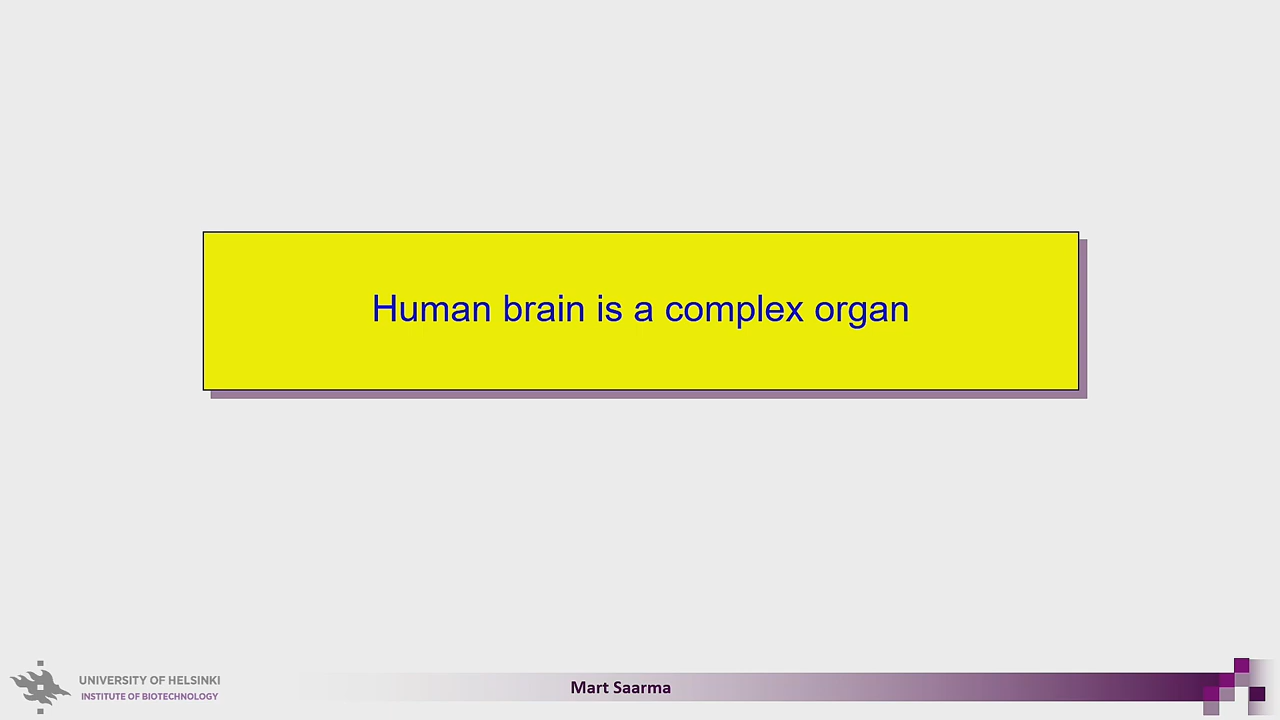 Human brain is a complex organ
UNIVERSITY OF HELSINKI
INSTITUTE OF BIOTECHNOLOGY
Mart Saarma